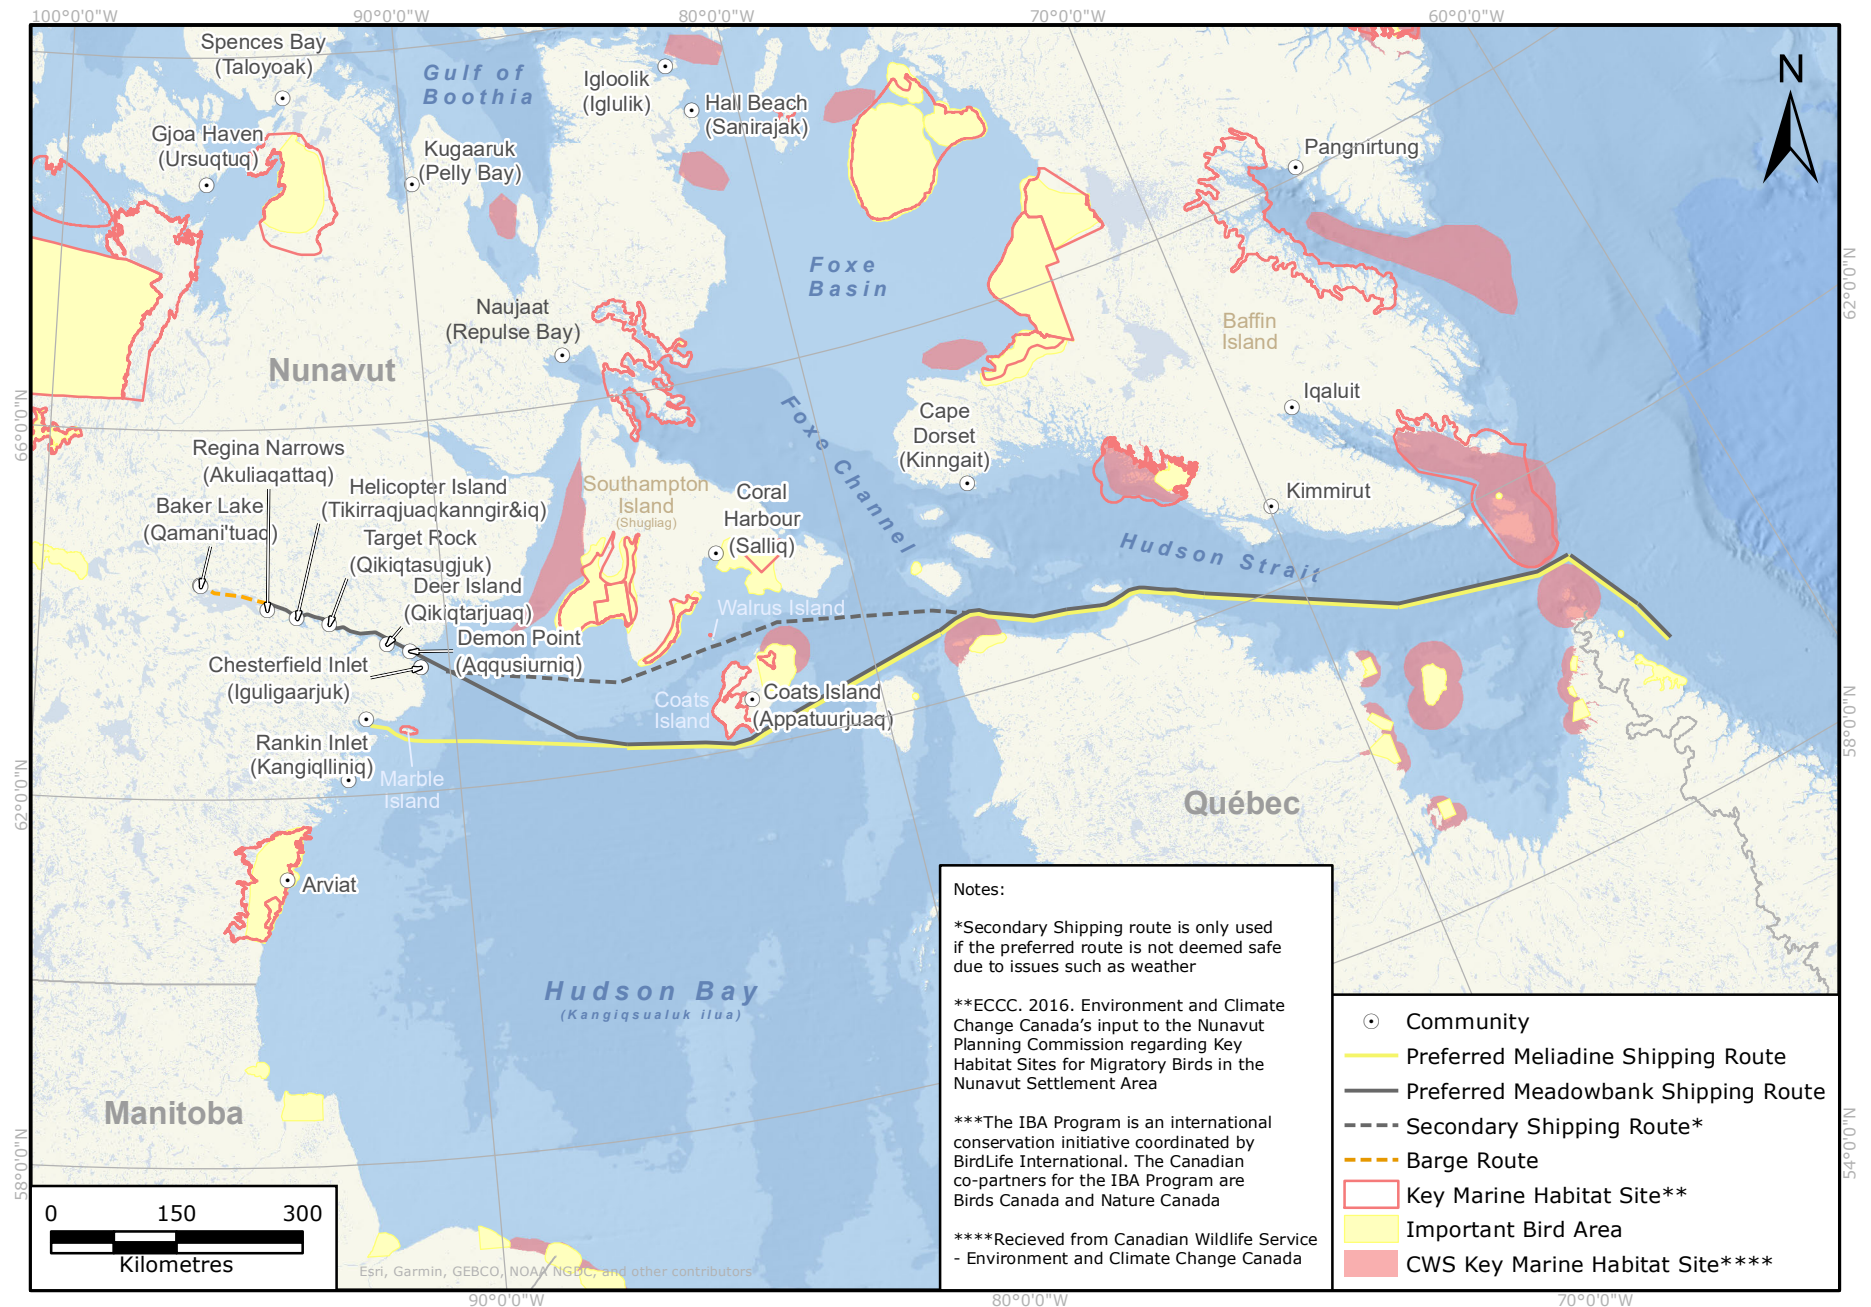 100°0'0"W
90°0'0"W
80°0'0"W
70°0'0"W
60°0'0"W
Spences Bay
(Taloyoak)
Gulf of
Boothia
Igloolik
(Iglulik)
Hall Beach
(Sanirajak)
N
Gjoa Haven
(Ursuqtuq)
Kugaaruk
(Pelly Bay)
Pangnirtung
Foxe
Basin
62°0'0"N
Naujaat
(Repulse Bay)
Baffin
Island
Nunavut
66°0'0"N
Iqaluit
Foxe Channel
Cape
Dorset
(Kinngait)
Regina Narrows
(Akuliaqattaq)
Helicopter Island
(Tikirraqjuaqkanngir&iq)
Southampton
Island
(Shugliag)
Coral
Harbour
(Salliq)
Kimmirut
Baker Lake
(Qamani'tuaq)
Target Rock
(Qikiqtasugjuk)
Hudson Strait
Deer Island
(Qikiqtarjuaq)
Walrus Island
Demon Point
(Aqqusiurniq)
Chesterfield Inlet
(Iguligaarjuk)
Coats
Island
Coats Island
(Appatuurjuaq)
58°0'0"N
Rankin Inlet
(Kangiqlliniq)
Marble
Island
62°0'0"N
Québec
Arviat
Hudson Bay
(Kangiqsualuk ilua)
Manitoba
58°0'0"N
54°0'0"N
Notes:
*Secondary Shipping route is only used
if the preferred route is not deemed safe
due to issues such as weather
**ECCC. 2016. Environment and Climate
Change Canada's input to the Nunavut
Planning Commission regarding Key
Habitat Sites for Migratory Birds in the
Nunavut Settlement Area
***The IBA Program is an international
conservation initiative coordinated by
BirdLife International. The Canadian
co-partners for the IBA Program are
Birds Canada and Nature Canada
****Recieved from Canadian Wildlife Service
- Environment and Climate Change Canada
Community
Preferred Meliadine Shipping Route
Preferred Meadowbank Shipping Route
Secondary Shipping Route*
Barge Route
Key Marine Habitat Site**
Important Bird Area
CWS Key Marine Habitat Site****
0 150 300
Kilometres
Esri, Garmin, GEBCO, NOAA NGDC, and other contributors
90°0'0"W
80°0'0"W
70°0'0"W